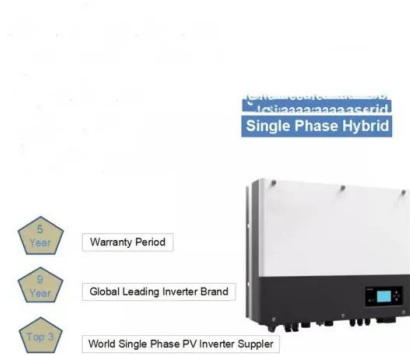 Single Phase Hybrid
5
Year
Warranty Period
9
Year
Global Leading Inverter Brand
Top 3
World Single Phase PV Inverter Suppler